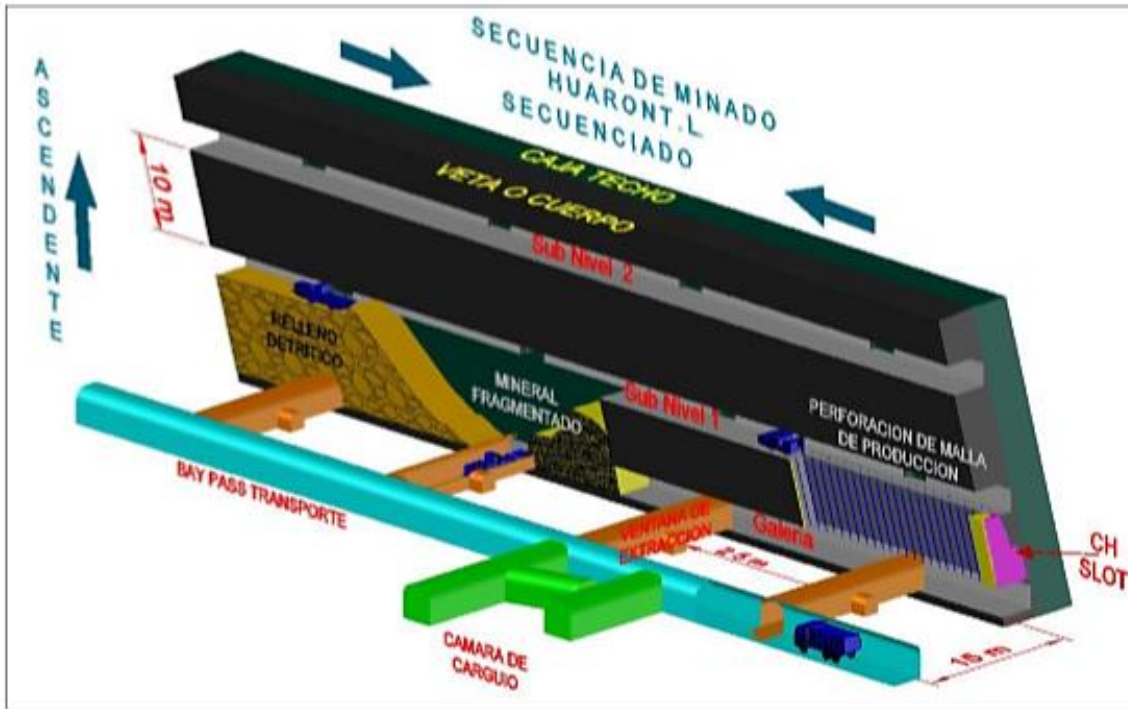 ASCENDENTE
SECUENCIA DE MINADO
HUARONT.L
SECUENCIADO
CAJA TECHO
VETA O CUERPO
10 m
Sub Nivel 2
RELLENO
DETRITICO
MINERAL
FRAGMENTADO
Sub Nivel 1
PERFORACION DE MALLA
DE PRODUCCION
BAY PASS TRANSPORTE
VENTANA DE
EXTRACCION
Galeria
CH
SLOT
CAMARA DE
CARGUIO
15 m